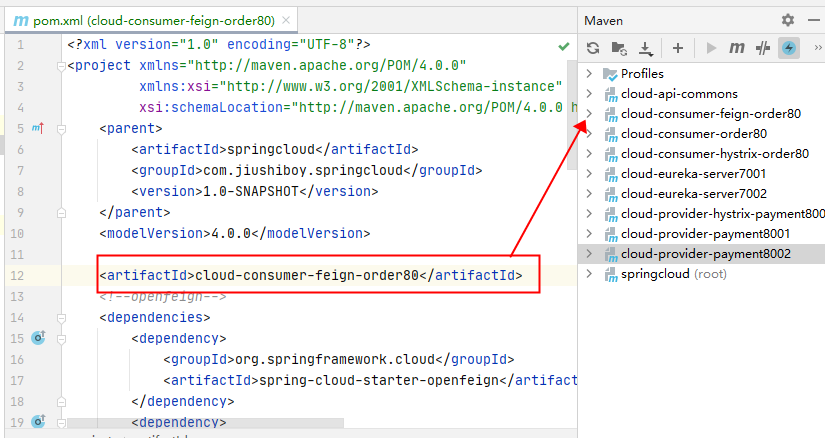 pom.xml (cloud-consumer-feign-order80)
1 <?xml version="1.0" encoding="UTF-8"?>
2 <project xmlns="http://maven.apache.org/POM/4.0.0"
3 xmlns:xsi="http://www.w3.org/2001/XMLSchema-instance"
4 xsi:schemaLocation="http://maven.apache.org/POM/4.0.0 h
5 <parent>
6 <artifactId>springcloud</artifactId>
7 <groupId>com.jiushiboy.springcloud</groupId>
8 <version>1.0-SNAPSHOT</version>
9 </parent>
10 <modelVersion>4.0.0</modelVersion>
11
12 <artifactId>cloud-consumer-feign-order80</artifactId>
13 <!--openfeign-->
14 <dependencies>
15 <dependency>
16 <groupId>org.springframework.cloud</groupId>
17 <artifactId>spring-cloud-starter-openfeign</artifact
18 </dependency>
19 <dependency>
Maven
Profiles
cloud-api-commons
cloud-consumer-feign-order80
cloud-consumer-order80
cloud-consumer-hystrix-order80
cloud-eureka-server7001
cloud-eureka-server7002
cloud-provider-hystrix-payment800
cloud-provider-payment8001
cloud-provider-payment8002
springcloud (root)